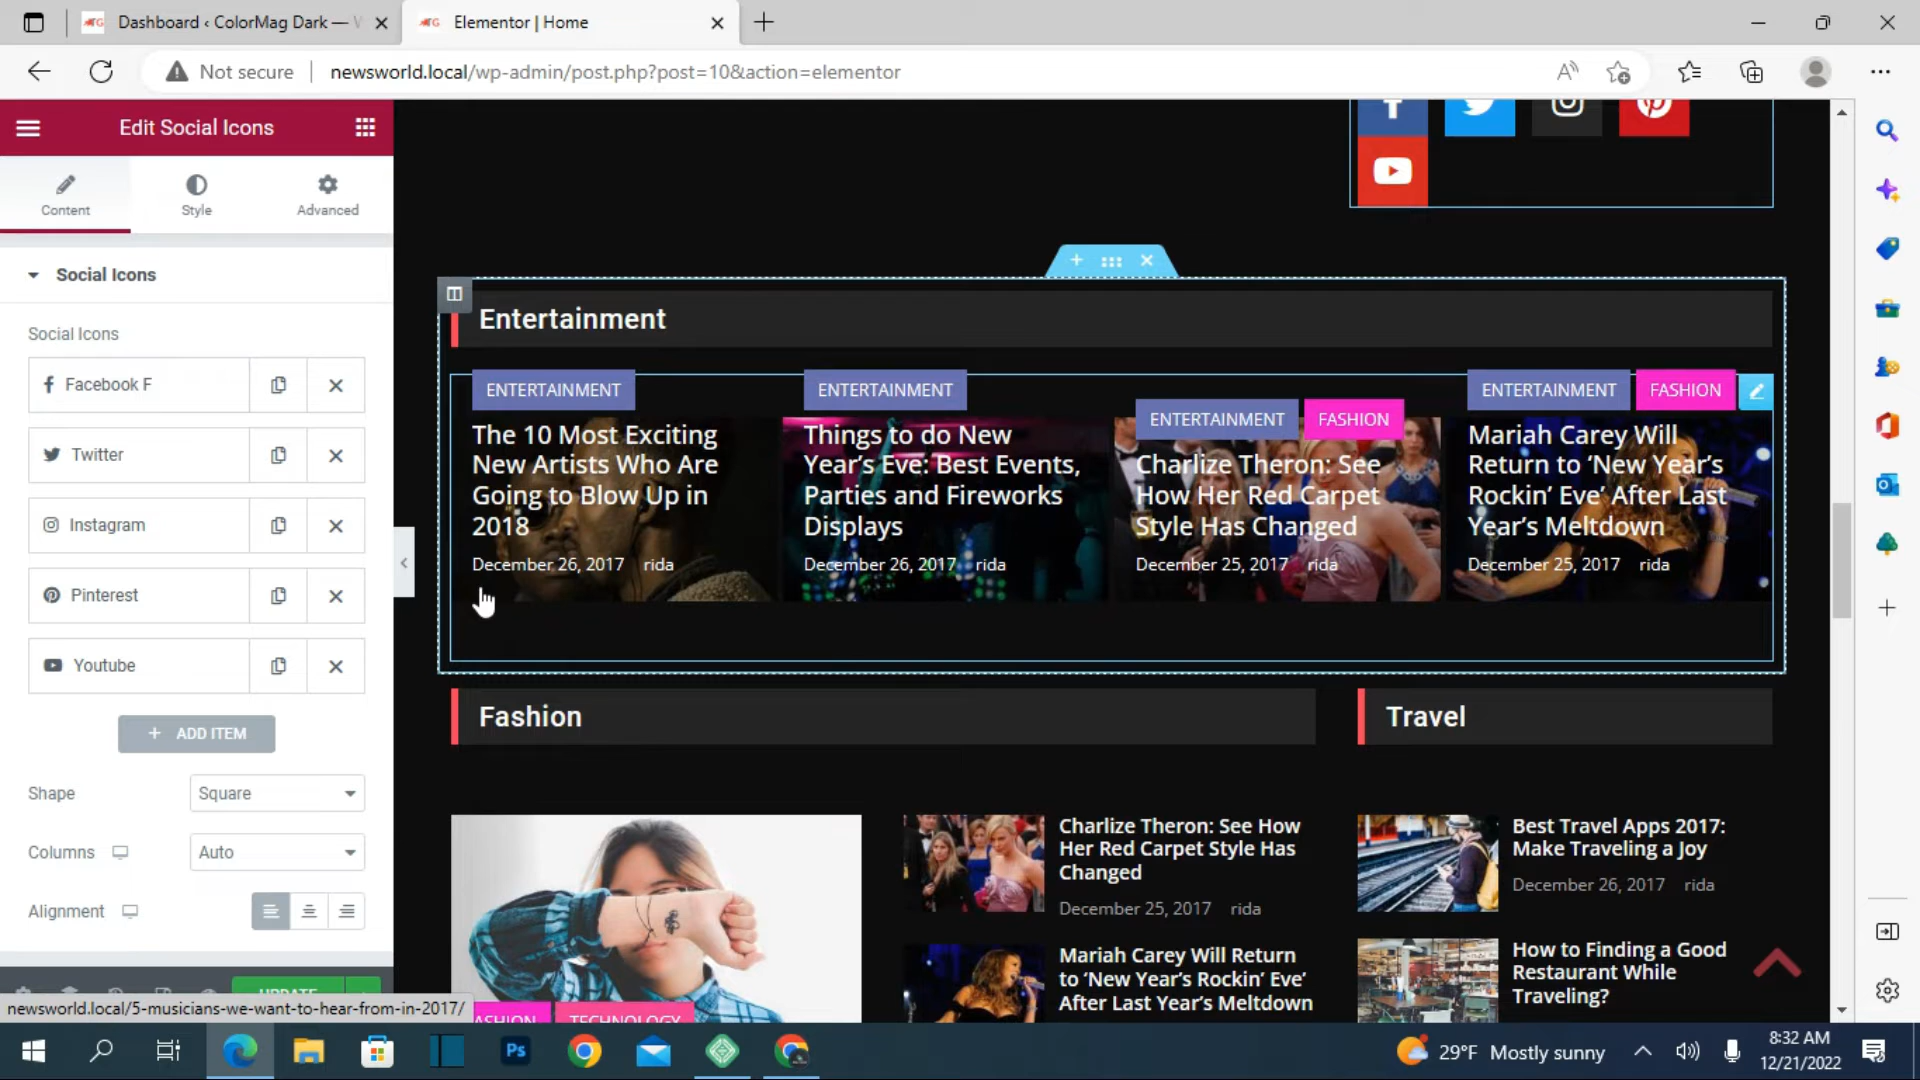 Dashboard ‹ ColorMag Dark —
Elementor | Home
Not secure
newsworld.local/wp-admin/post.php?post=10&action=elementor
Edit Social Icons
Content
Style
Advanced
Social Icons
Social Icons
Facebook F
Twitter
Instagram
Pinterest
Youtube
+ ADD ITEM
Shape
Square
Columns
Auto
Alignment
newsworld.local/5-musicians-we-want-to-hear-from-in-2017/
Entertainment
ENTERTAINMENT
The 10 Most Exciting
New Artists Who Are
Going to Blow Up in
2018
December 26, 2017 rida
ENTERTAINMENT
Things to do New
Year's Eve: Best Events,
Parties and Fireworks
Displays
December 26, 2017 rida
ENTERTAINMENT
FASHION
Charlize Theron: See
How Her Red Carpet
Style Has Changed
December 25, 2017 rida
ENTERTAINMENT
FASHION
Mariah Carey Will
Return to ‘New Year’s
Rockin’ Eve’ After Last
Year’s Meltdown
December 25, 2017 rida
Fashion
TECHNOLOGY
Charlize Theron: See How
Her Red Carpet Style Has
Changed
December 25, 2017 rida
Mariah Carey Will Return
to ‘New Year’s Rockin’ Eve’
After Last Year’s Meltdown
Travel
Best Travel Apps 2017:
Make Traveling a Joy
December 26, 2017 rida
How to Finding a Good
Restaurant While
Traveling?
Ps
29°F Mostly sunny
8:32 AM
12/21/2022